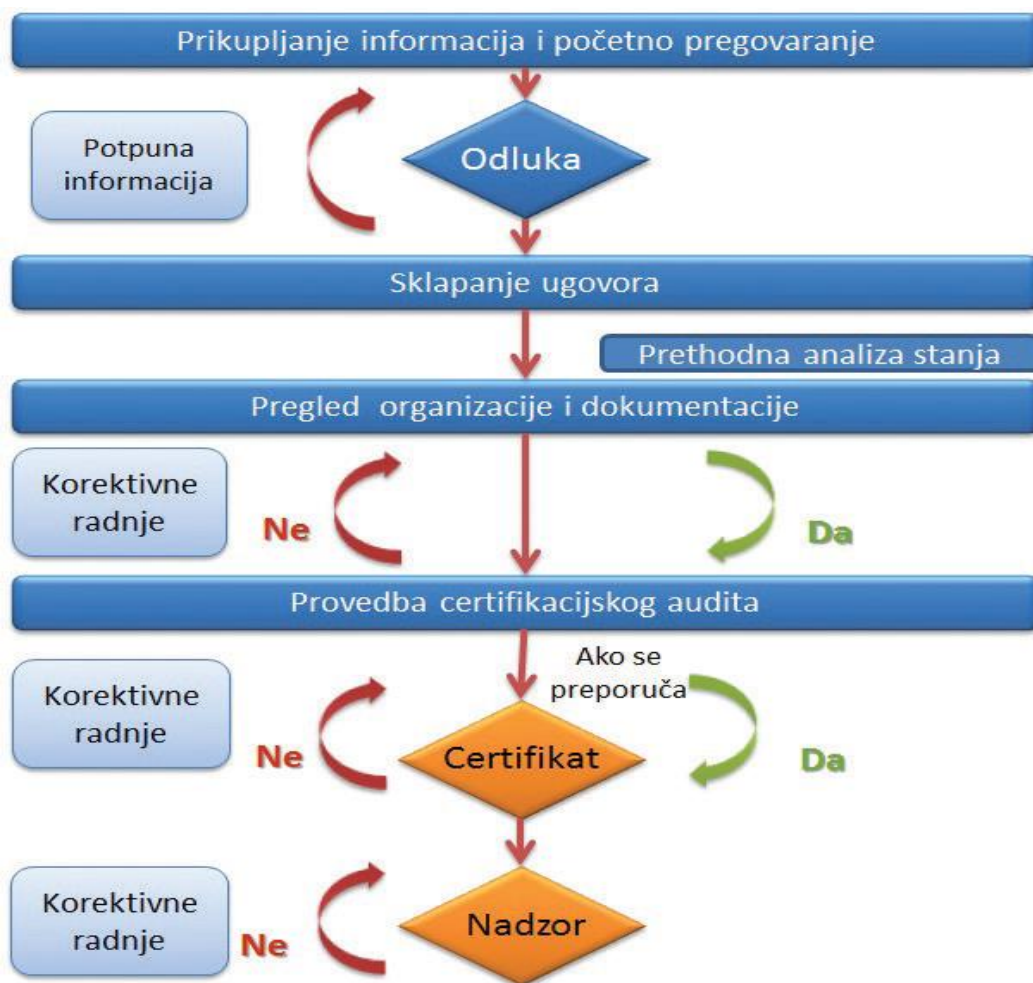 Prikupljanje informacija i početno pregovaranje
Potpuna
informacija
Odluka
Sklapanje ugovora
Prethodna analiza stanja
Pregled organizacije i dokumentacije
Korektivne
radnje
Ne
Da
Provedba certifikacijskog audita
Ako se
preporuča
Korektivne
radnje
Ne
Certifikat
Da
Korektivne
radnje
Ne
Nadzor